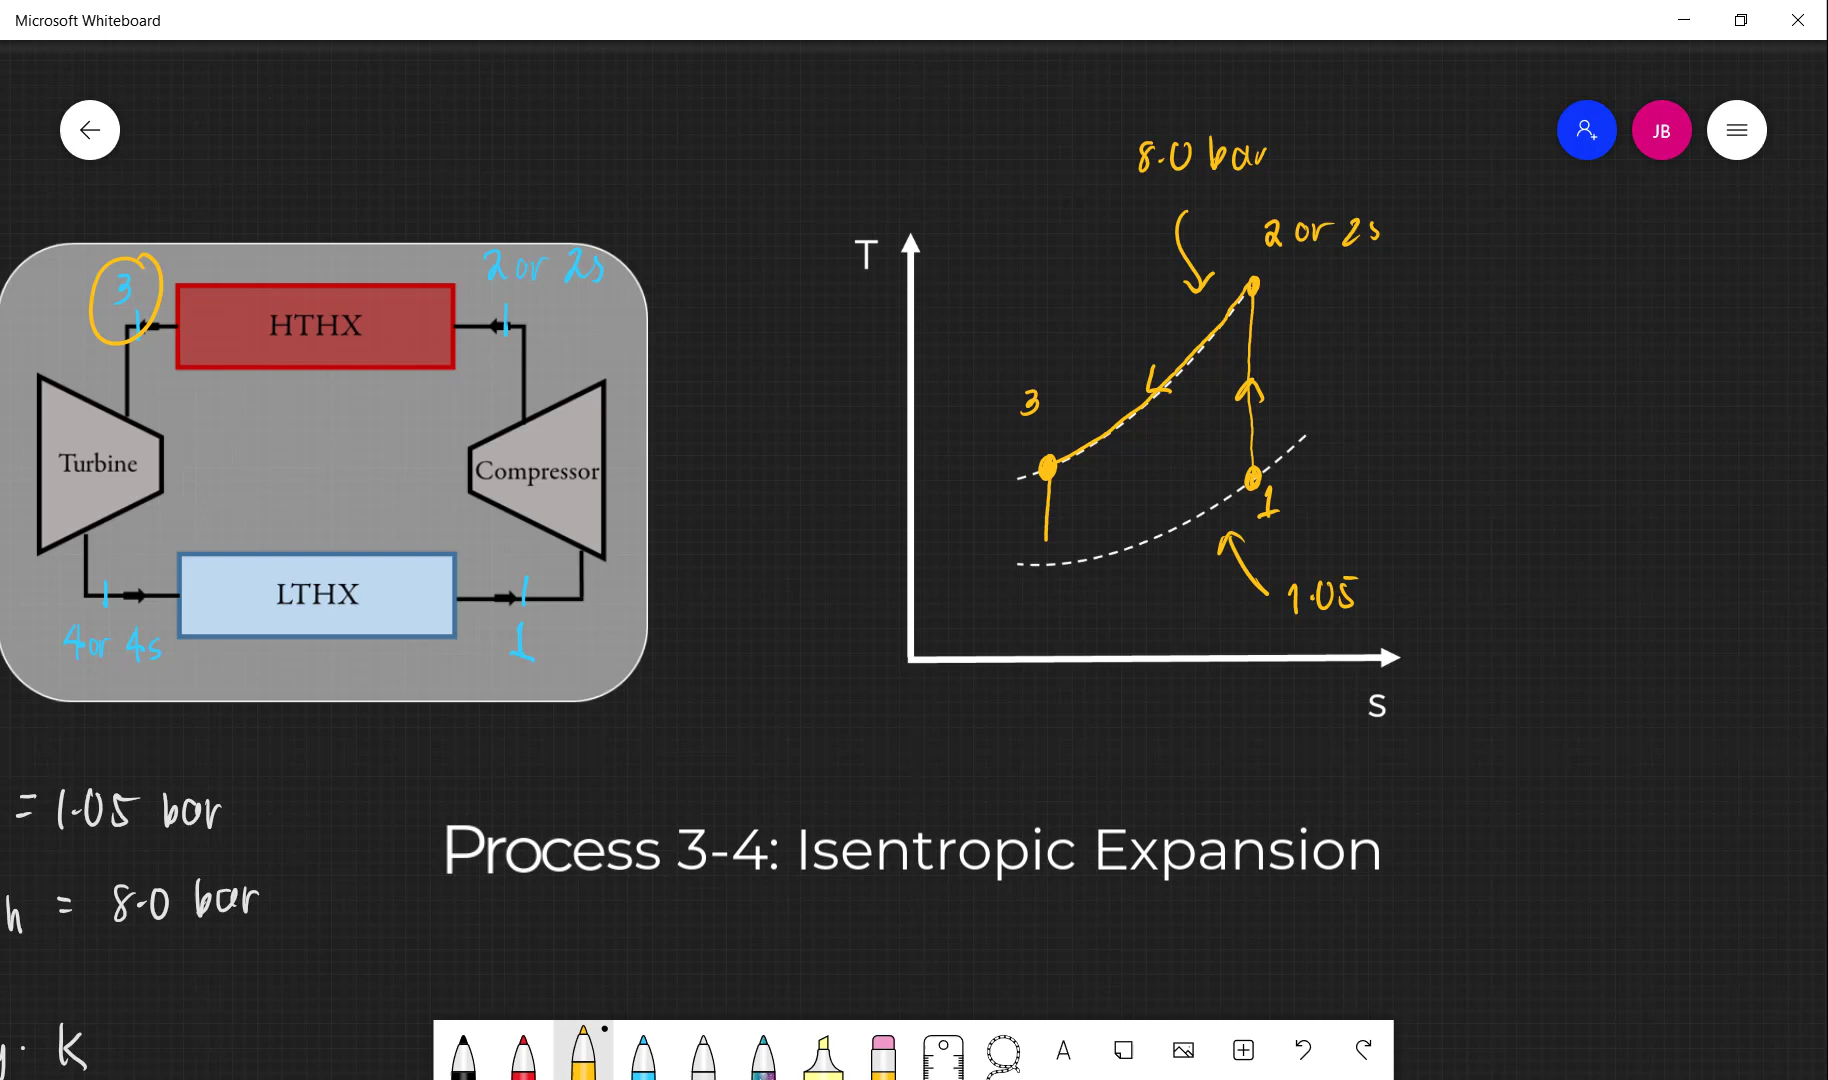 Microsoft Whiteboard
JB
8.0 bar
2 or 2s
T
3
2 or 2s
HTHX
3
Turbine
Compressor
1
1.05
LTHX
4 or 4s
1
s
= 1.05 bar
Process 3-4: Isentropic Expansion
h = 8.0 bar
· K
A